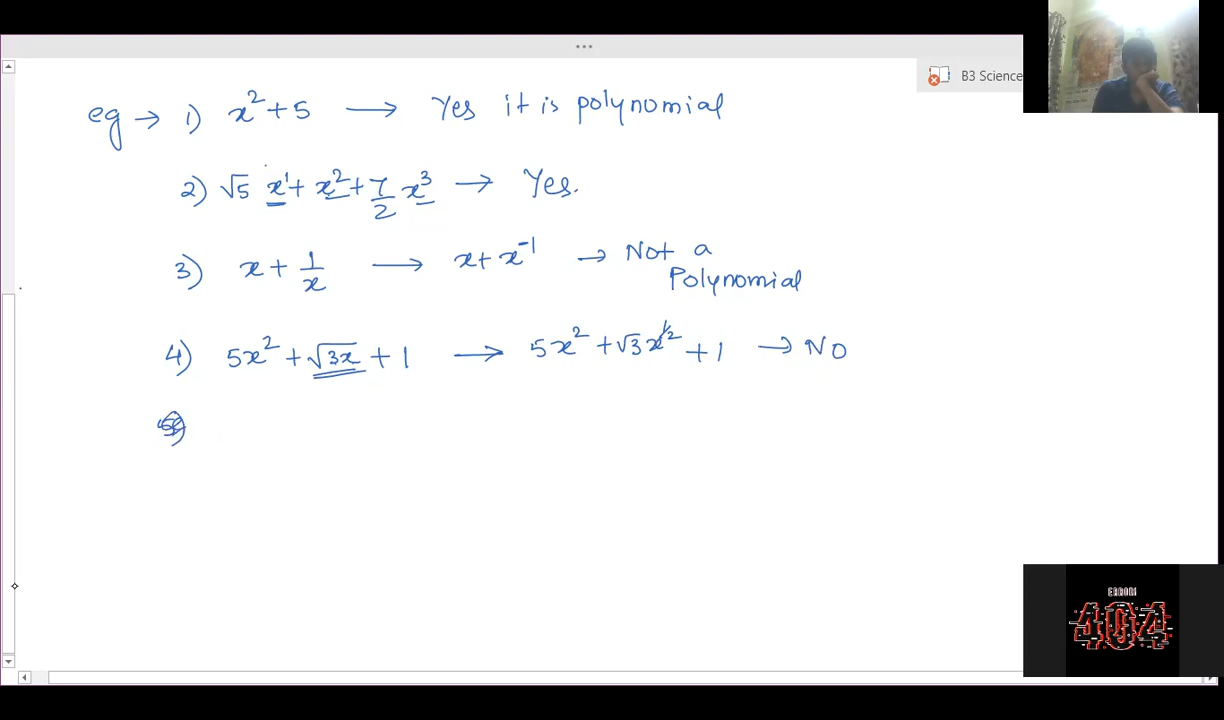 B3 Science
eg → 1) x² + 5 → Yes it is polynomial
2) √5 x¹ + x² + 7/2 x³ → Yes.
3) x + 1/x → x + x⁻¹ → Not a
Polynomial
4) 5x² + √3x + 1 → 5x² + √3 x^1/2 + 1 → NO
ERROR!
404